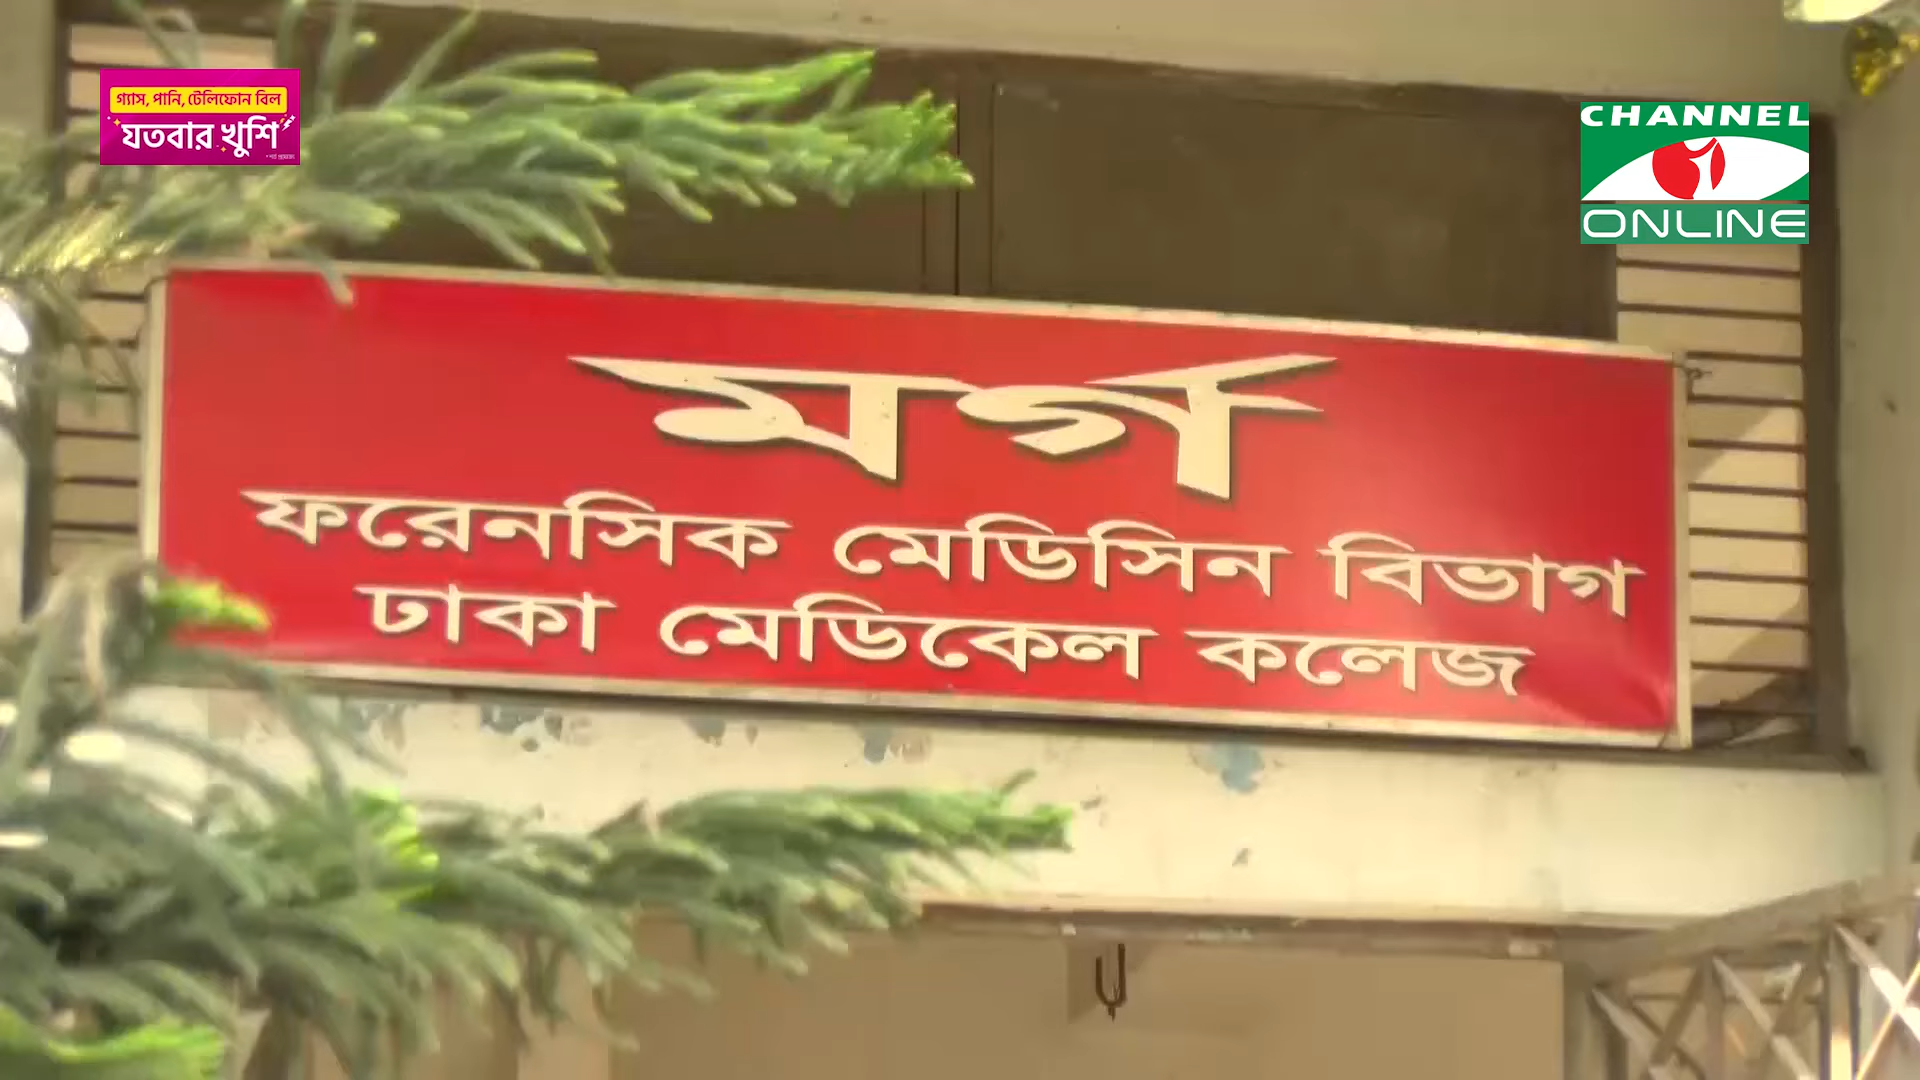 গ্যাস, পানি, টেলিফোন বিল
যতবার খুশি
CHANNEL
ONLINE
মর্গ
ফরেনসিক মেডিসিন বিভাগ
ঢাকা মেডিকেল কলেজ